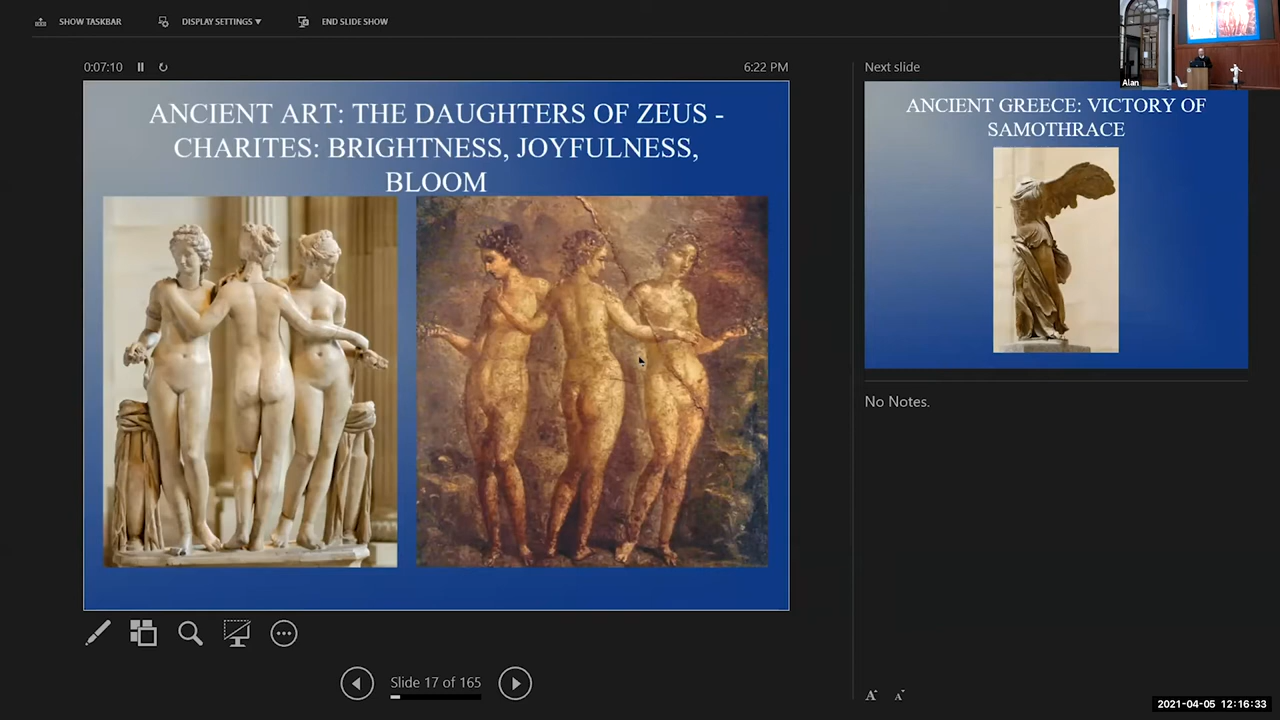 SHOW TASKBAR
DISPLAY SETTINGS ▼
END SLIDE SHOW
0:07:10
6:22 PM
ANCIENT ART: THE DAUGHTERS OF ZEUS -
CHARITES: BRIGHTNESS, JOYFULNESS,
BLOOM
Slide 17 of 165
Next slide
ANCIENT GREECE: VICTORY OF
SAMOTHRACE
No Notes.
A A
Alan
2021-04-05 12:16:33